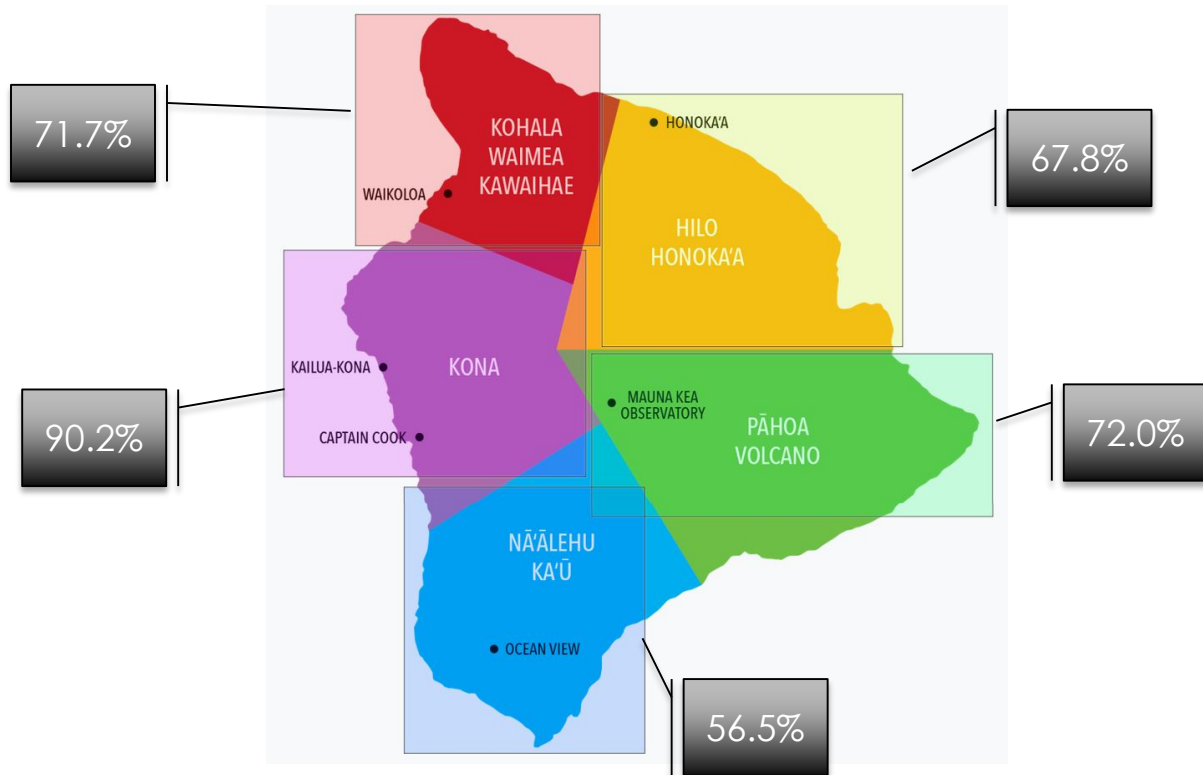 71.7%
KOHALA
WAIMEA
KAWAIHAE
WAIKOLOA
HONOKA‘A
67.8%
HILO
HONOKA‘A
KAILUA-KONA
KONA
CAPTAIN COOK
90.2%
MAUNA KEA
OBSERVATORY
PĀHOA
VOLCANO
72.0%
NĀ‘ĀLEHU
KA‘Ū
OCEAN VIEW
56.5%